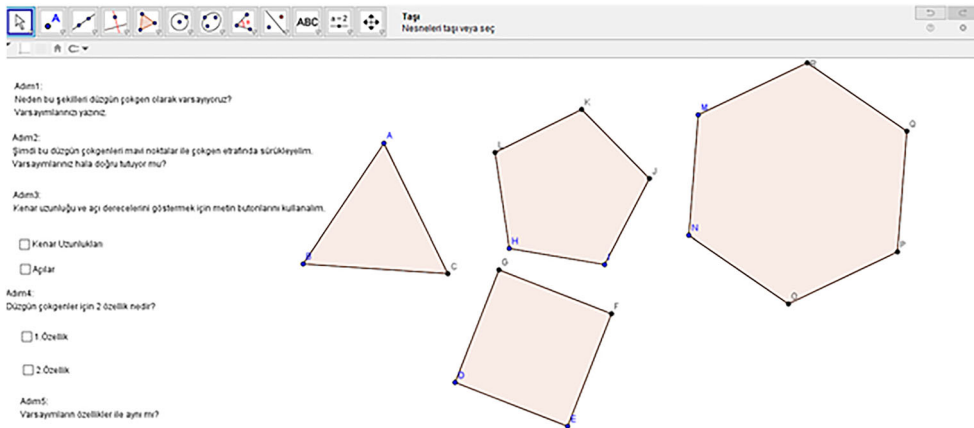 ABC
a=2
Taşı
Nesneleri taşı veya seç
Adım1:
Neden bu şekilleri düzgün çokgen olarak varsayıyoruz?
Varsayımlarınızı yazınız.
Adım2:
Şimdi bu düzgün çokgenleri mavi noktalar ile çokgen etrafında sürükleyelim.
Varsayımlarınız hala doğru tutuyor mu?
Adım3:
Kenar uzunluğu ve açı derecelerini göstermek için metin butonlarını kullanalım.
Kenar Uzunlukları
Açılar
Adım4:
Düzgün çokgenler için 2 özellik nedir?
1.Özellik
2.Özellik
Adım5:
Varsayımların özellikler ile aynı mı?
A
B
C
K
L
J
H
G
F
D
E
M
Q
N
P
O